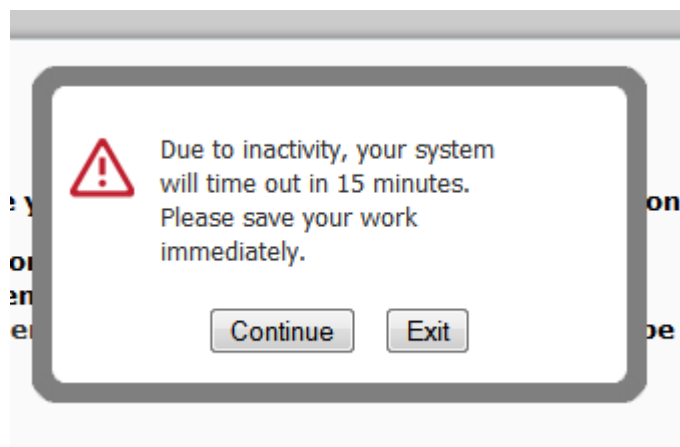 Due to inactivity, your system
will time out in 15 minutes.
Please save your work
immediately.
Continue Exit